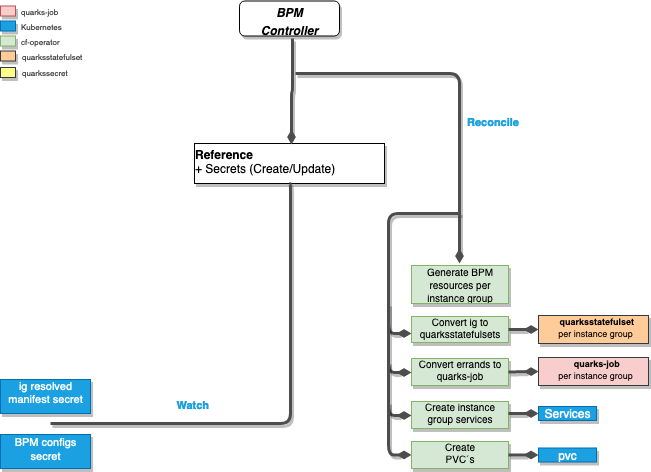 quarks-job
Kubernetes
cf-operator
quarksstatefulset
quarkssecret
BPM
Controller
Reconcile
Reference
+ Secrets (Create/Update)
Generate BPM
resources per
instance group
Convert ig to
quarksstatefulsets
quarksstatefulset
per instance group
Convert errands to
quarks-job
quarks-job
per instance group
Create instance
group services
Services
Create
PVC´s
pvc
Watch
ig resolved
manifest secret
BPM configs
secret